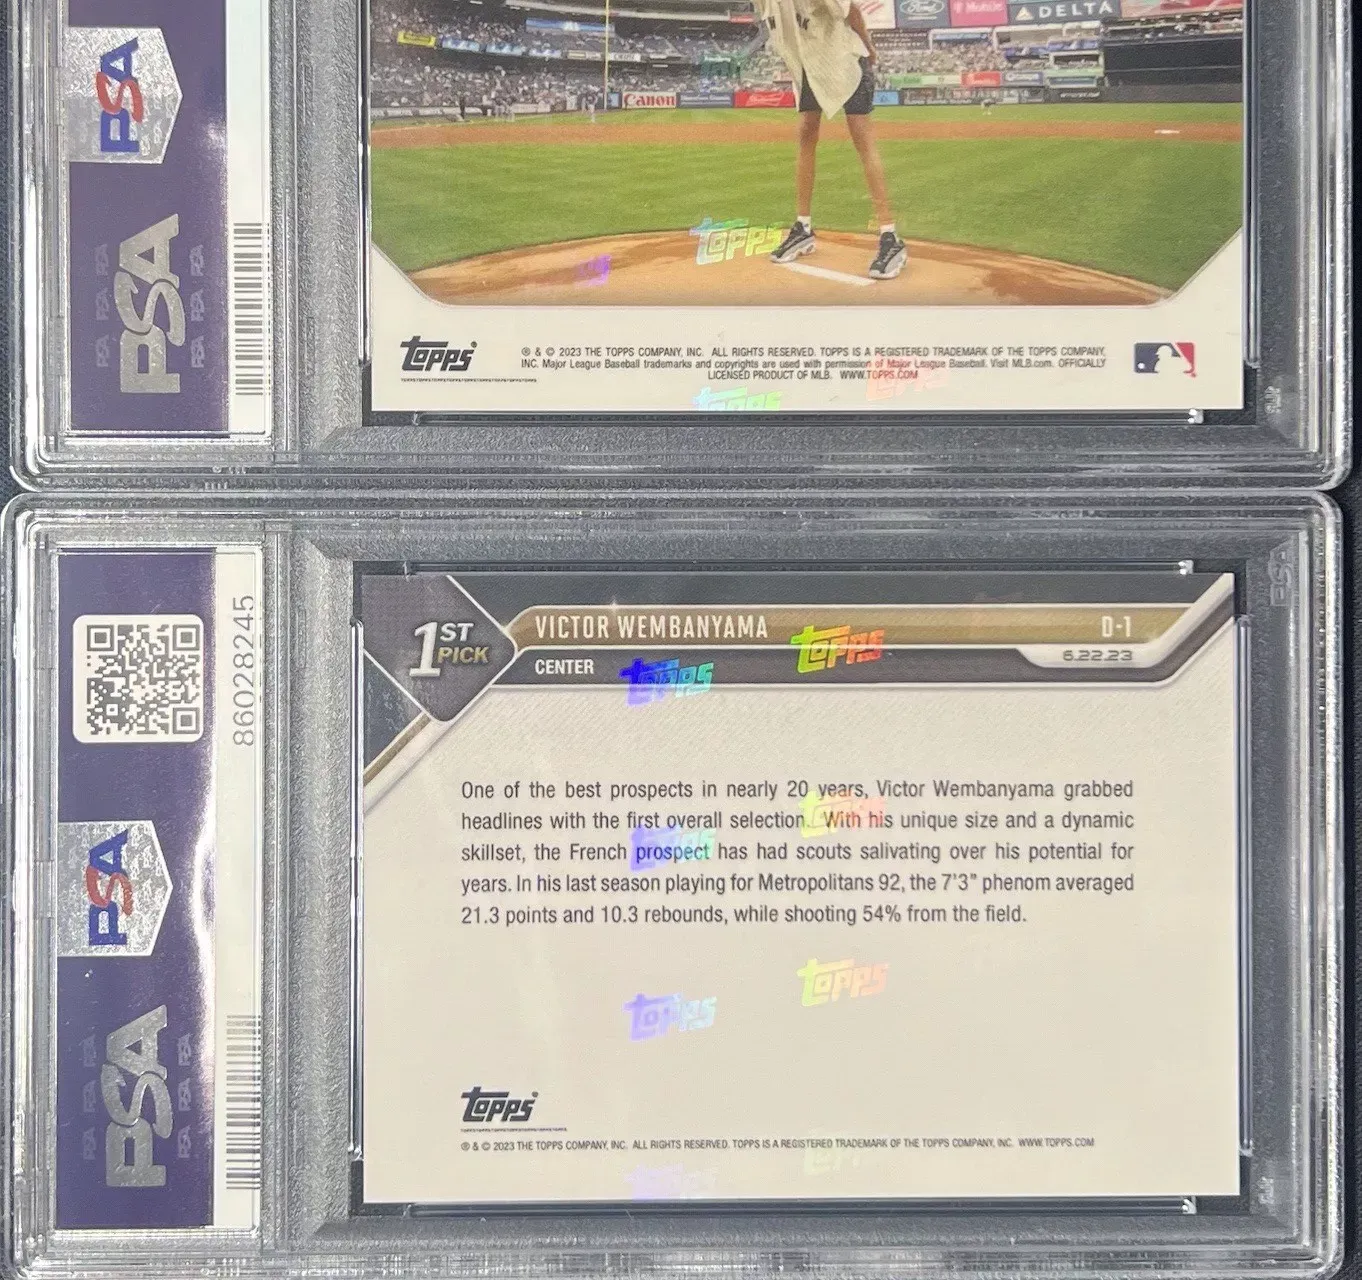 Ford
T Mobile
DELTA
Canon
PSA
PSA
topps
® & © 2023 THE TOPPS COMPANY, INC. ALL RIGHTS RESERVED. TOPPS IS A REGISTERED TRADEMARK OF THE TOPPS COMPANY,
INC. Major League Baseball trademarks and copyrights are used with permission of Major League Baseball. Visit MLB.com. OFFICIALLY
LICENSED PRODUCT OF MLB. WWW.TOPPS.COM
topps
topps
86028245
1ST
PICK
VICTOR WEMBANYAMA
D-1
CENTER
6.22.23
topps
topps
One of the best prospects in nearly 20 years, Victor Wembanyama grabbed
headlines with the first overall selection. With his unique size and a dynamic
skillset, the French prospect has had scouts salivating over his potential for
years. In his last season playing for Metropolitans 92, the 7'3" phenom averaged
21.3 points and 10.3 rebounds, while shooting 54% from the field.
topps
topps
PSA
PSA
topps
® & © 2023 THE TOPPS COMPANY, INC. ALL RIGHTS RESERVED. TOPPS IS A REGISTERED TRADEMARK OF THE TOPPS COMPANY, INC. WWW.TOPPS.COM